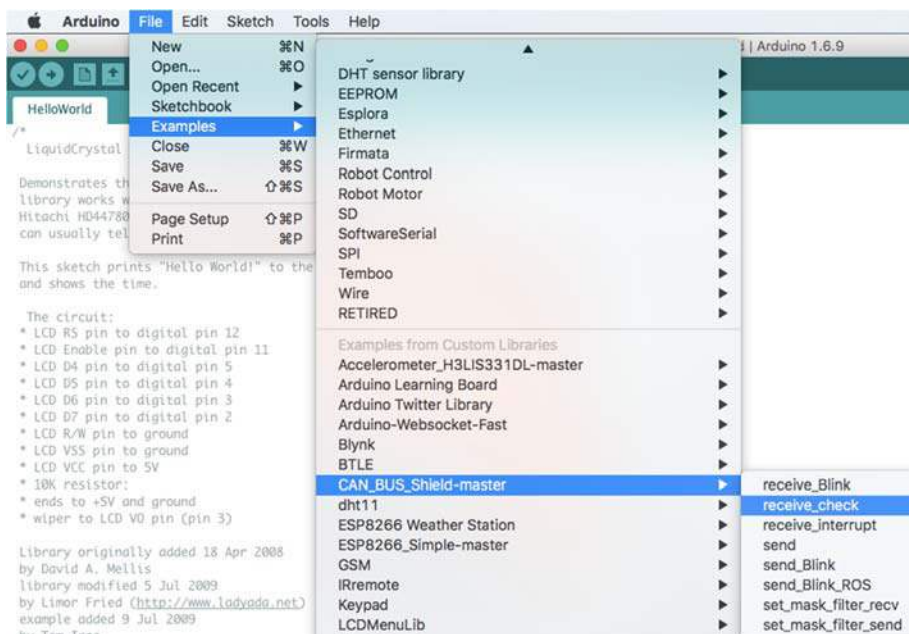 Arduino File Edit Sketch Tools Help
| Arduino 1.6.9
HelloWorld
New ⌘N
Open... ⌘O
Open Recent
Sketchbook
Examples
Close ⌘W
Save ⌘S
Save As... ⇧⌘S
Page Setup ⇧⌘P
Print ⌘P
DHT sensor library
EEPROM
Esplora
Ethernet
Firmata
Robot Control
Robot Motor
SD
SoftwareSerial
SPI
Temboo
Wire
RETIRED
Examples from Custom Libraries
Accelerometer_H3LIS331DL-master
Arduino Learning Board
Arduino Twitter Library
Arduino-Websocket-Fast
Blynk
BTLE
CAN_BUS_Shield-master
dht11
ESP8266 Weather Station
ESP8266_Simple-master
GSM
IRremote
Keypad
LCDMenuLib
receive_Blink
receive_check
receive_interrupt
send
send_Blink
send_Blink_ROS
set_mask_filter_recv
set_mask_filter_send
/*
LiquidCrystal
Demonstrates th
library works w
Hitachi HD44780
can usually tel
This sketch prints "Hello World!" to the
and shows the time.
The circuit:
* LCD RS pin to digital pin 12
* LCD Enable pin to digital pin 11
* LCD D4 pin to digital pin 5
* LCD D5 pin to digital pin 4
* LCD D6 pin to digital pin 3
* LCD D7 pin to digital pin 2
* LCD R/W pin to ground
* LCD VSS pin to ground
* LCD VCC pin to 5V
* 10K resistor:
* ends to +5V and ground
* wiper to LCD VO pin (pin 3)
Library originally added 18 Apr 2008
by David A. Mellis
library modified 5 Jul 2009
by Limor Fried (http://www.ladyada.net)
example added 9 Jul 2009